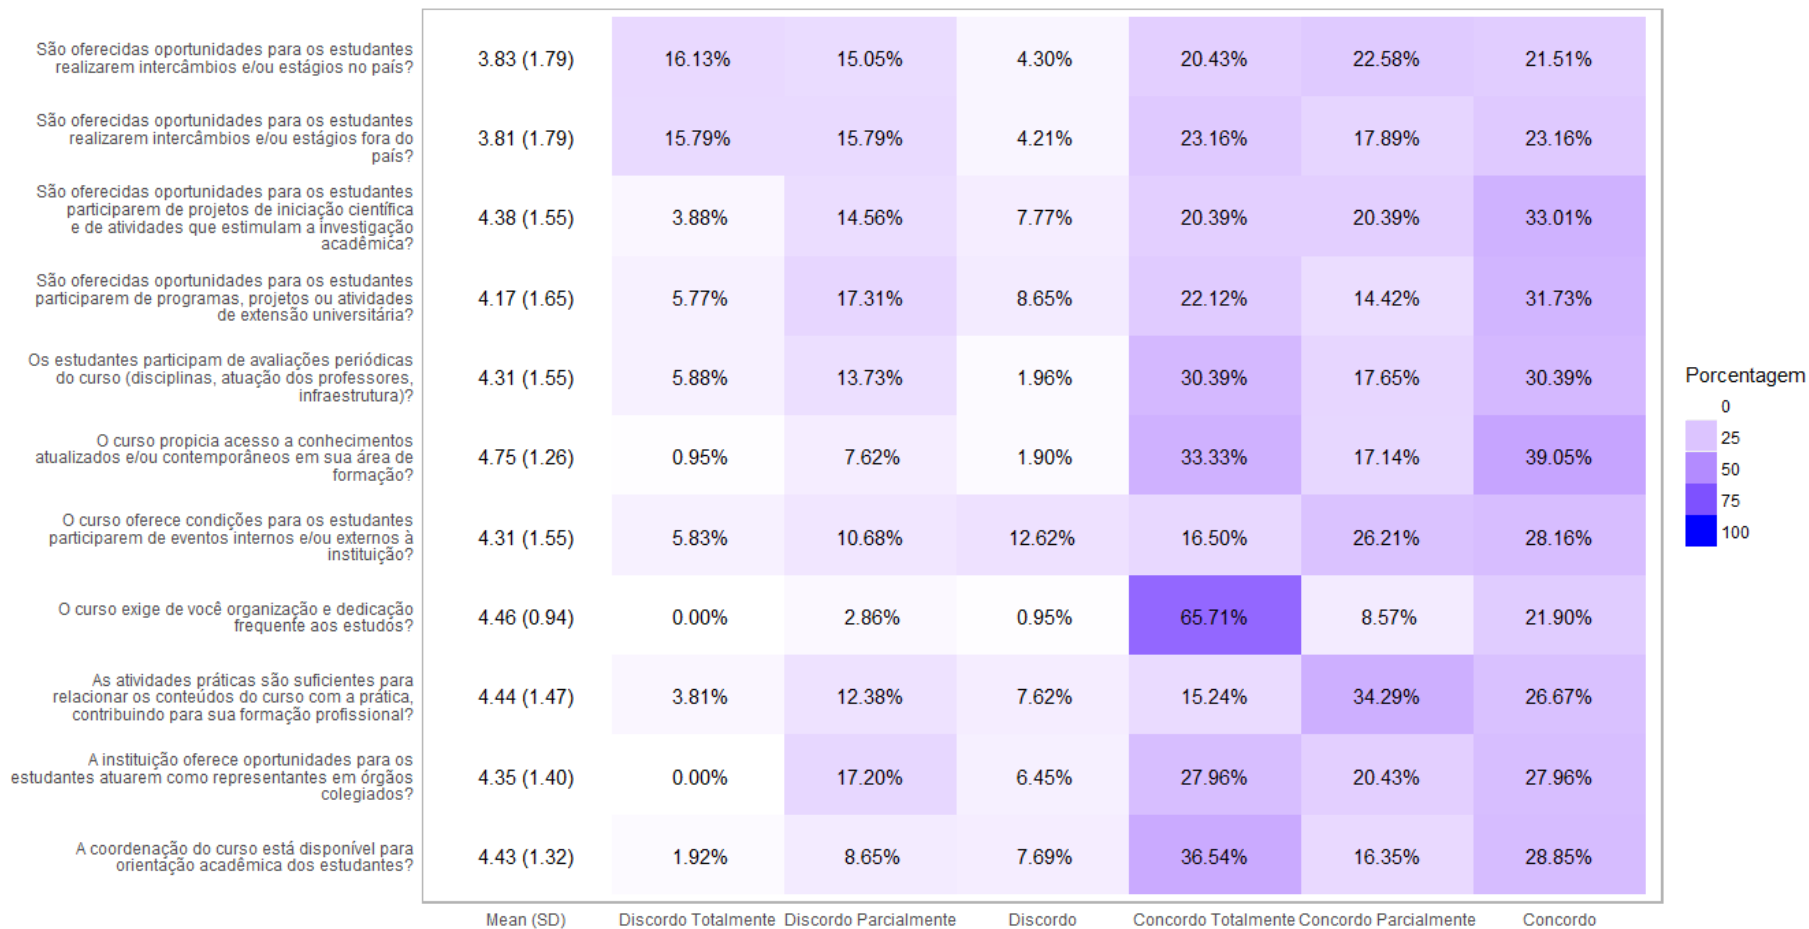 São oferecidas oportunidades para os estudantes
realizarem intercâmbios e/ou estágios no país?
3.83 (1.79) 16.13% 15.05% 4.30% 20.43% 22.58% 21.51%
São oferecidas oportunidades para os estudantes
realizarem intercâmbios e/ou estágios fora do
país?
3.81 (1.79) 15.79% 15.79% 4.21% 23.16% 17.89% 23.16%
São oferecidas oportunidades para os estudantes
participarem de projetos de iniciação científica
e de atividades que estimulam a investigação
acadêmica?
4.38 (1.55) 3.88% 14.56% 7.77% 20.39% 20.39% 33.01%
São oferecidas oportunidades para os estudantes
participarem de programas, projetos ou atividades
de extensão universitária?
4.17 (1.65) 5.77% 17.31% 8.65% 22.12% 14.42% 31.73%
Os estudantes participam de avaliações periódicas
do curso (disciplinas, atuação dos professores,
infraestrutura)?
4.31 (1.55) 5.88% 13.73% 1.96% 30.39% 17.65% 30.39%
O curso propicia acesso a conhecimentos
atualizados e/ou contemporâneos em sua área de
formação?
4.75 (1.26) 0.95% 7.62% 1.90% 33.33% 17.14% 39.05%
O curso oferece condições para os estudantes
participarem de eventos internos e/ou externos à
instituição?
4.31 (1.55) 5.83% 10.68% 12.62% 16.50% 26.21% 28.16%
O curso exige de você organização e dedicação
frequente aos estudos?
4.46 (0.94) 0.00% 2.86% 0.95% 65.71% 8.57% 21.90%
As atividades práticas são suficientes para
relacionar os conteúdos do curso com a prática,
contribuindo para sua formação profissional?
4.44 (1.47) 3.81% 12.38% 7.62% 15.24% 34.29% 26.67%
A instituição oferece oportunidades para os
estudantes atuarem como representantes em órgãos
colegiados?
4.35 (1.40) 0.00% 17.20% 6.45% 27.96% 20.43% 27.96%
A coordenação do curso está disponível para
orientação acadêmica dos estudantes?
4.43 (1.32) 1.92% 8.65% 7.69% 36.54% 16.35% 28.85%
Mean (SD) Discordo Totalmente Discordo Parcialmente Discordo Concordo Totalmente Concordo Parcialmente Concordo
Porcentagem
0
25
50
75
100